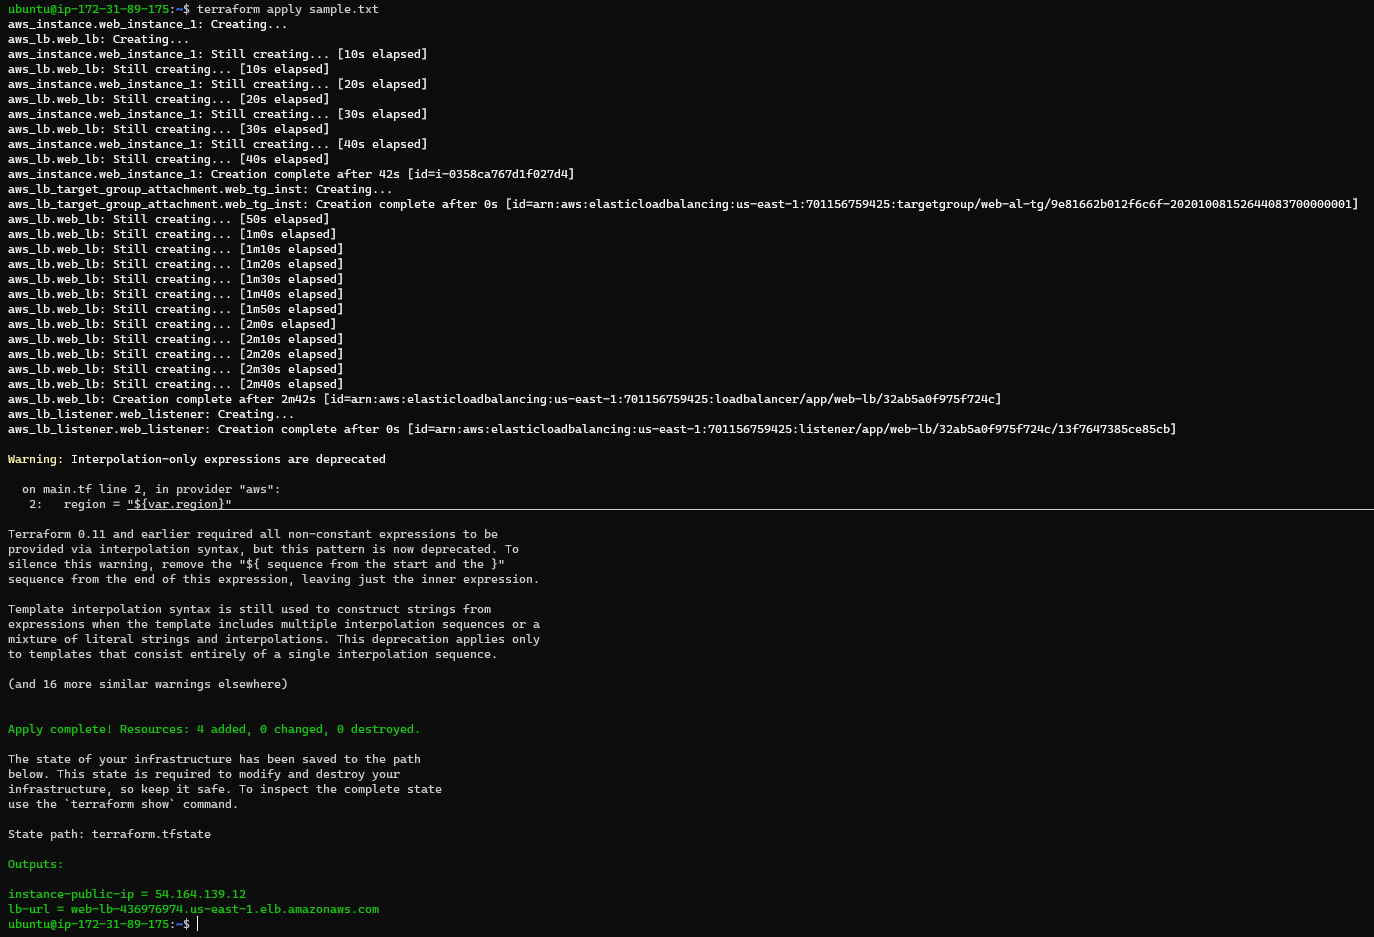 ubuntu@ip-172-31-89-175:~$ terraform apply sample.txt
aws_instance.web_instance_1: Creating...
aws_lb.web_lb: Creating...
aws_instance.web_instance_1: Still creating... [10s elapsed]
aws_lb.web_lb: Still creating... [10s elapsed]
aws_instance.web_instance_1: Still creating... [20s elapsed]
aws_lb.web_lb: Still creating... [20s elapsed]
aws_instance.web_instance_1: Still creating... [30s elapsed]
aws_lb.web_lb: Still creating... [30s elapsed]
aws_instance.web_instance_1: Still creating... [40s elapsed]
aws_lb.web_lb: Still creating... [40s elapsed]
aws_instance.web_instance_1: Creation complete after 42s [id=i-0358ca767d1f027d4]
aws_lb_target_group_attachment.web_tg_inst: Creating...
aws_lb_target_group_attachment.web_tg_inst: Creation complete after 0s [id=arn:aws:elasticloadbalancing:us-east-1:701156759425:targetgroup/web-al-tg/9e81662b012f6c6f-20201008152644083700000001]
aws_lb.web_lb: Still creating... [50s elapsed]
aws_lb.web_lb: Still creating... [1m0s elapsed]
aws_lb.web_lb: Still creating... [1m10s elapsed]
aws_lb.web_lb: Still creating... [1m20s elapsed]
aws_lb.web_lb: Still creating... [1m30s elapsed]
aws_lb.web_lb: Still creating... [1m40s elapsed]
aws_lb.web_lb: Still creating... [1m50s elapsed]
aws_lb.web_lb: Still creating... [2m0s elapsed]
aws_lb.web_lb: Still creating... [2m10s elapsed]
aws_lb.web_lb: Still creating... [2m20s elapsed]
aws_lb.web_lb: Still creating... [2m30s elapsed]
aws_lb.web_lb: Still creating... [2m40s elapsed]
aws_lb.web_lb: Creation complete after 2m42s [id=arn:aws:elasticloadbalancing:us-east-1:701156759425:loadbalancer/app/web-lb/32ab5a0f975f724c]
aws_lb_listener.web_listener: Creating...
aws_lb_listener.web_listener: Creation complete after 0s [id=arn:aws:elasticloadbalancing:us-east-1:701156759425:listener/app/web-lb/32ab5a0f975f724c/13f7647385ce85cb]
Warning: Interpolation-only expressions are deprecated
on main.tf line 2, in provider "aws":
2: region = "${var.region}"
Terraform 0.11 and earlier required all non-constant expressions to be
provided via interpolation syntax, but this pattern is now deprecated. To
silence this warning, remove the "${ sequence from the start and the }"
sequence from the end of this expression, leaving just the inner expression.
Template interpolation syntax is still used to construct strings from
expressions when the template includes multiple interpolation sequences or a
mixture of literal strings and interpolations. This deprecation applies only
to templates that consist entirely of a single interpolation sequence.
(and 16 more similar warnings elsewhere)
Apply complete! Resources: 4 added, 0 changed, 0 destroyed.
The state of your infrastructure has been saved to the path
below. This state is required to modify and destroy your
infrastructure, so keep it safe. To inspect the complete state
use the `terraform show` command.
State path: terraform.tfstate
Outputs:
instance-public-ip = 54.164.139.12
lb-url = web-lb-436976974.us-east-1.elb.amazonaws.com
ubuntu@ip-172-31-89-175:~$